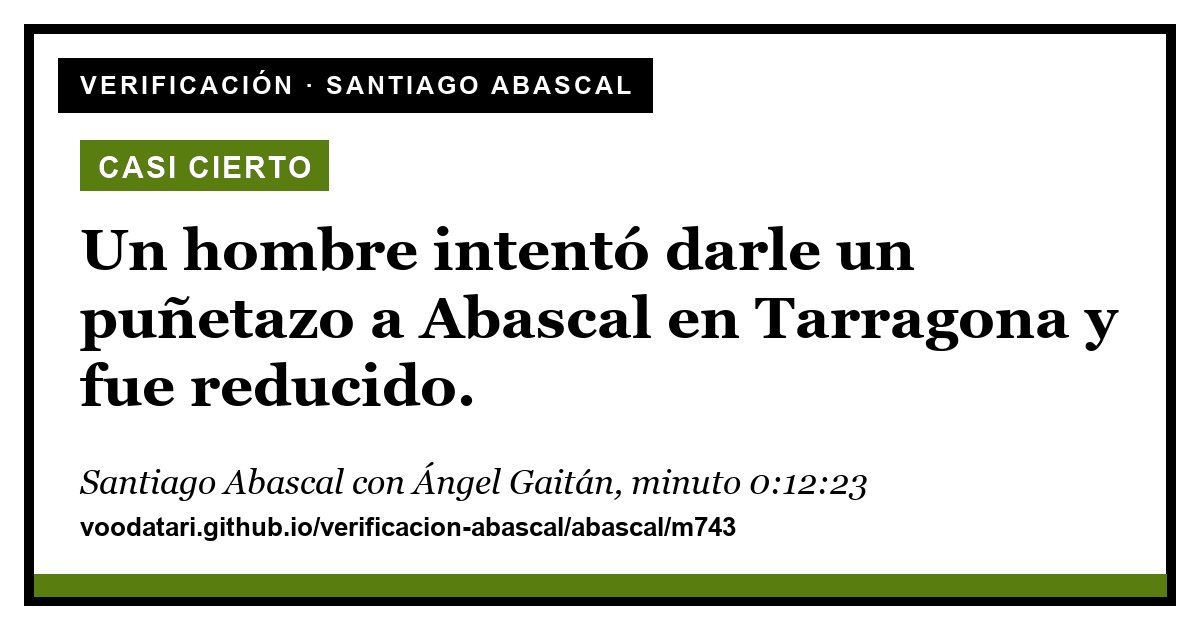 VERIFICACIÓN · SANTIAGO ABASCAL
CASI CIERTO
Un hombre intentó darle un
puñetazo a Abascal en Tarragona y
fue reducido.
Santiago Abascal con Ángel Gaitán, minuto 0:12:23
voodatari.github.io/verificacion-abascal/abascal/m743